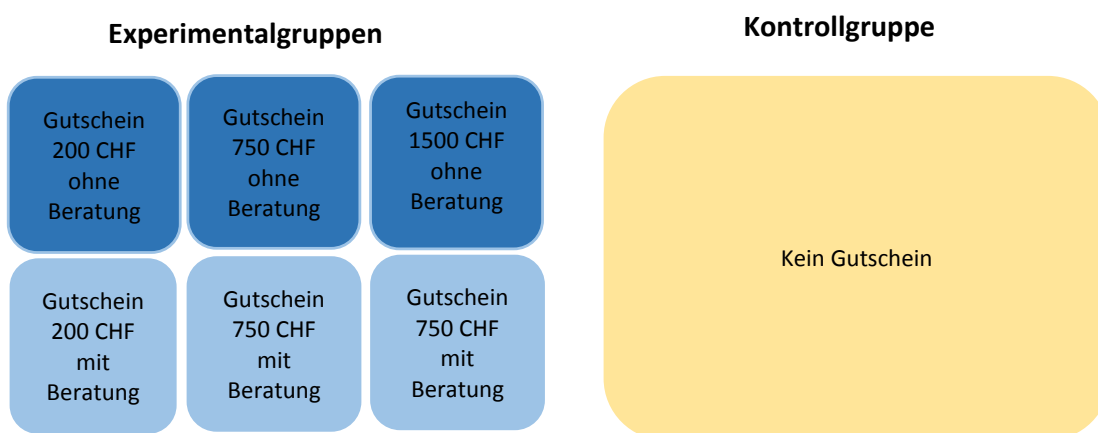 Experimentalgruppen
Kontrollgruppe
Gutschein
200 CHF
ohne
Beratung
Gutschein
750 CHF
ohne
Beratung
Gutschein
1500 CHF
ohne
Beratung
Gutschein
200 CHF
mit
Beratung
Gutschein
750 CHF
mit
Beratung
Gutschein
750 CHF
mit
Beratung
Kein Gutschein